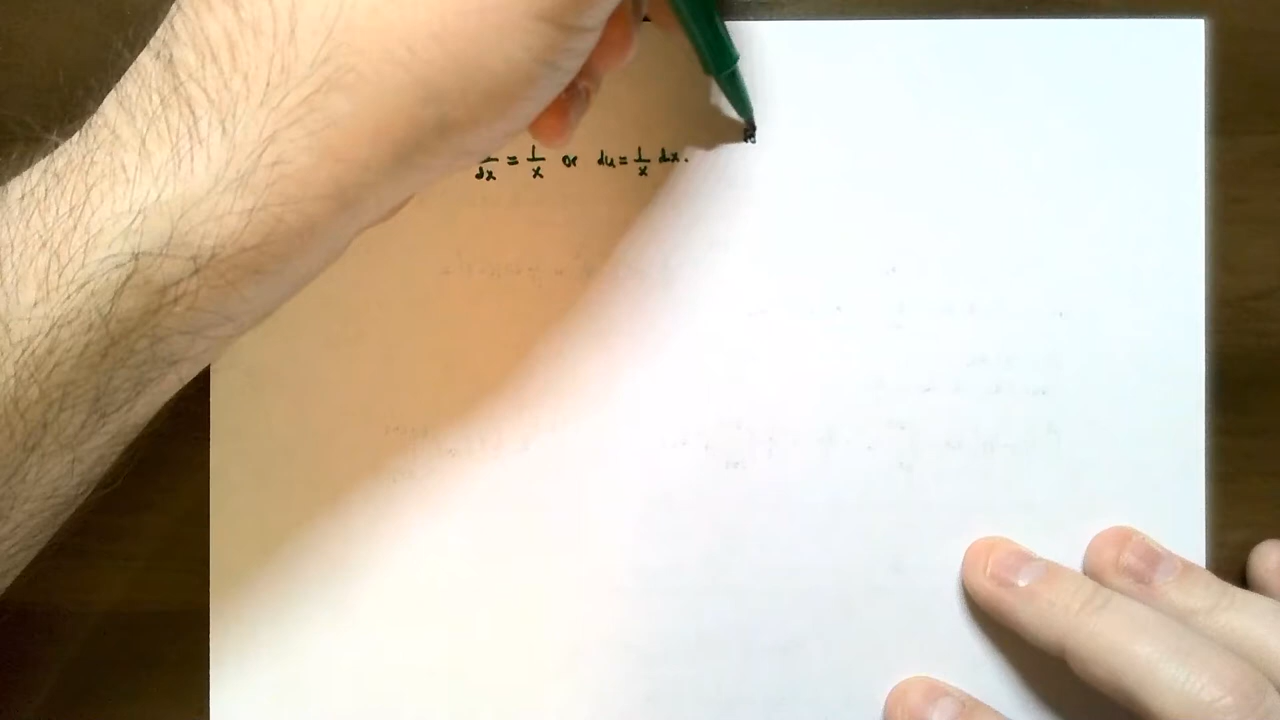 dx = 1/x or du = 1/x dx.